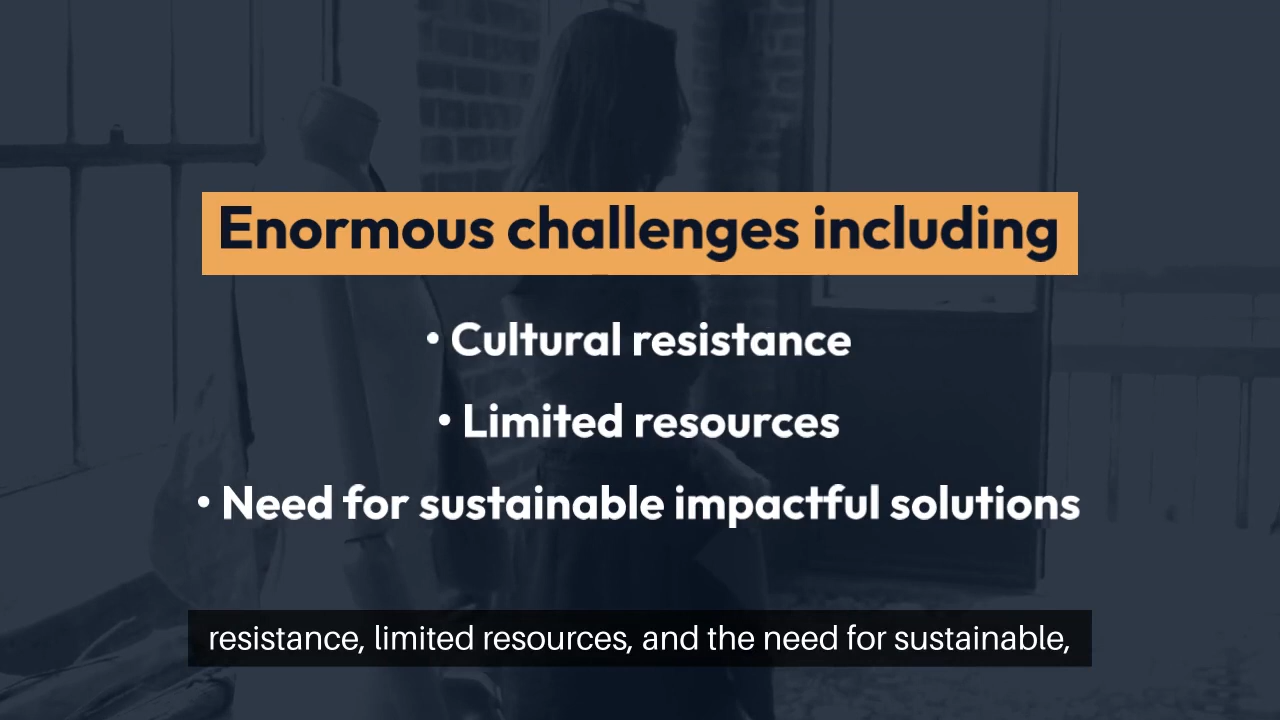 Enormous challenges including
• Cultural resistance
• Limited resources
• Need for sustainable impactful solutions
resistance, limited resources, and the need for sustainable,